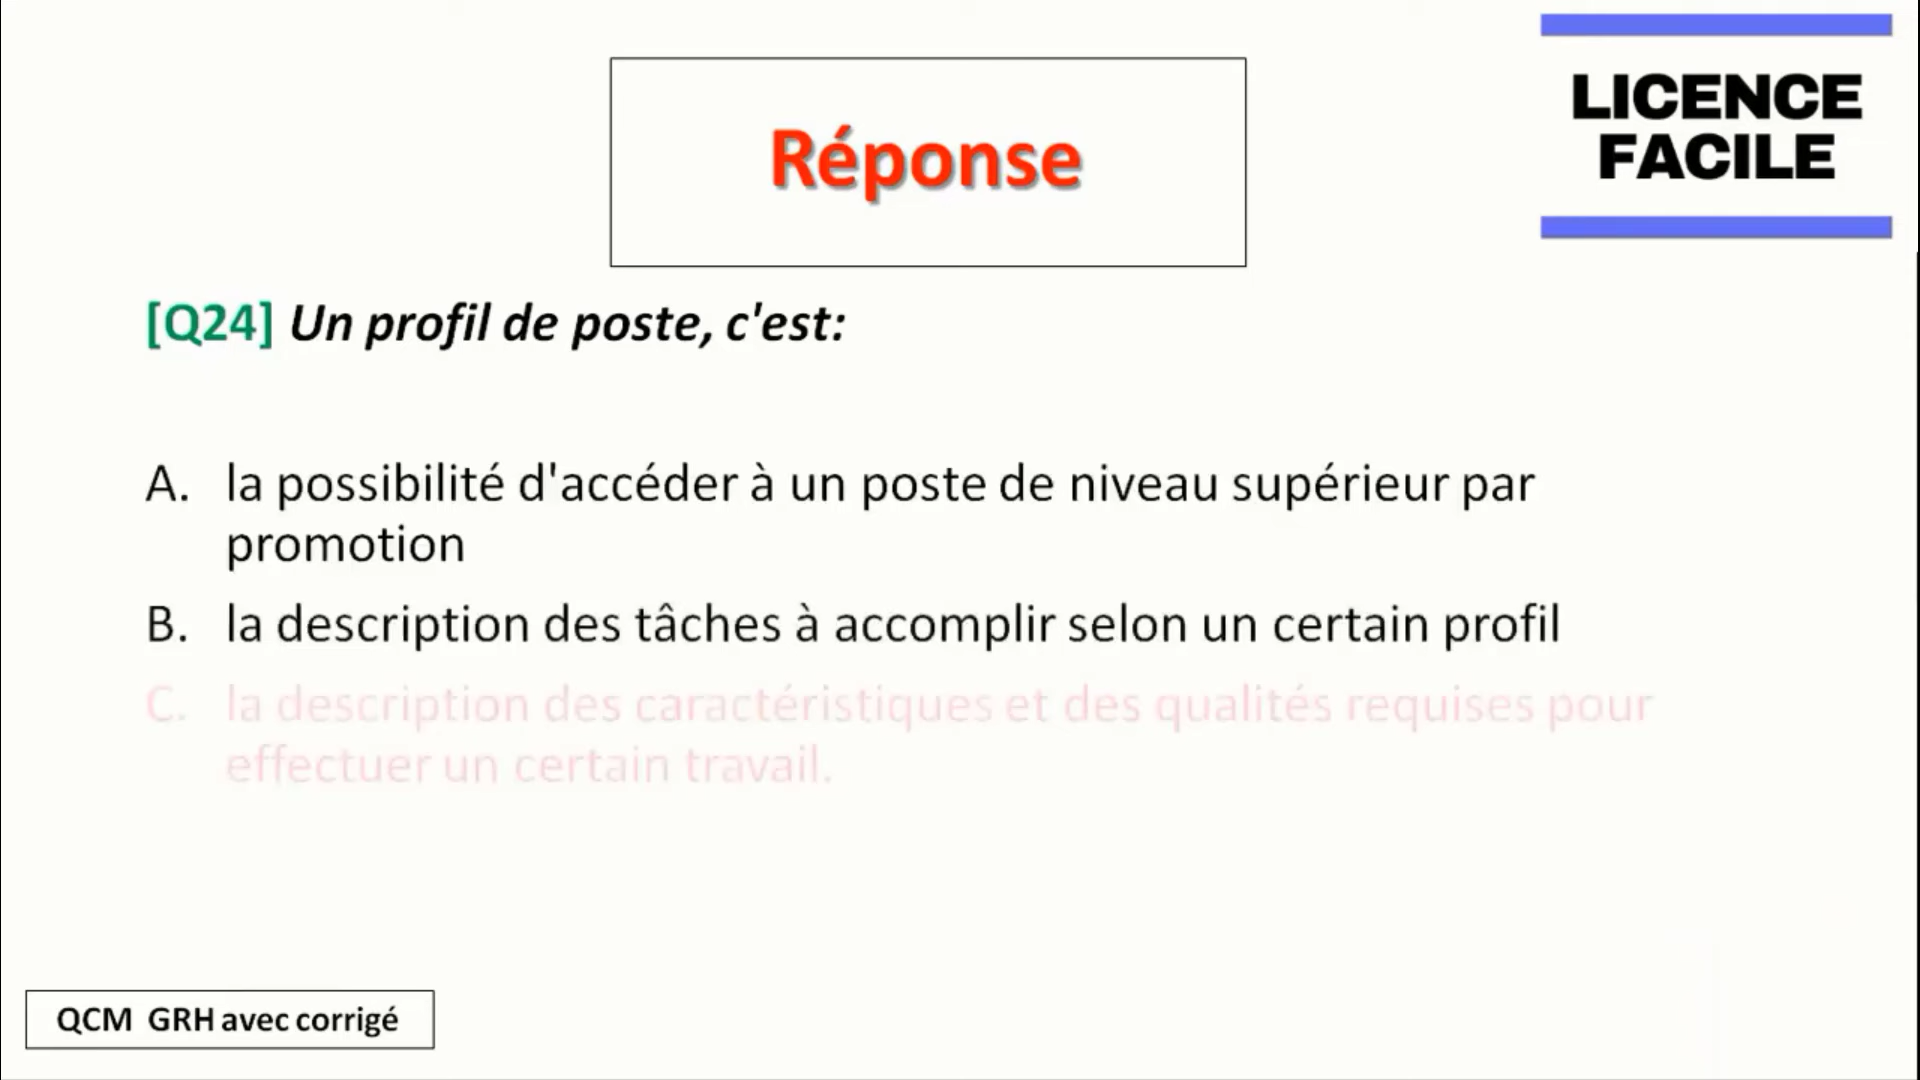 LICENCE
FACILE
Réponse
[Q24] Un profil de poste, c'est:
A. la possibilité d'accéder à un poste de niveau supérieur par
promotion
B. la description des tâches à accomplir selon un certain profil
C. la description des caractéristiques et des qualités requises pour
effectuer un certain travail.
QCM GRH avec corrigé